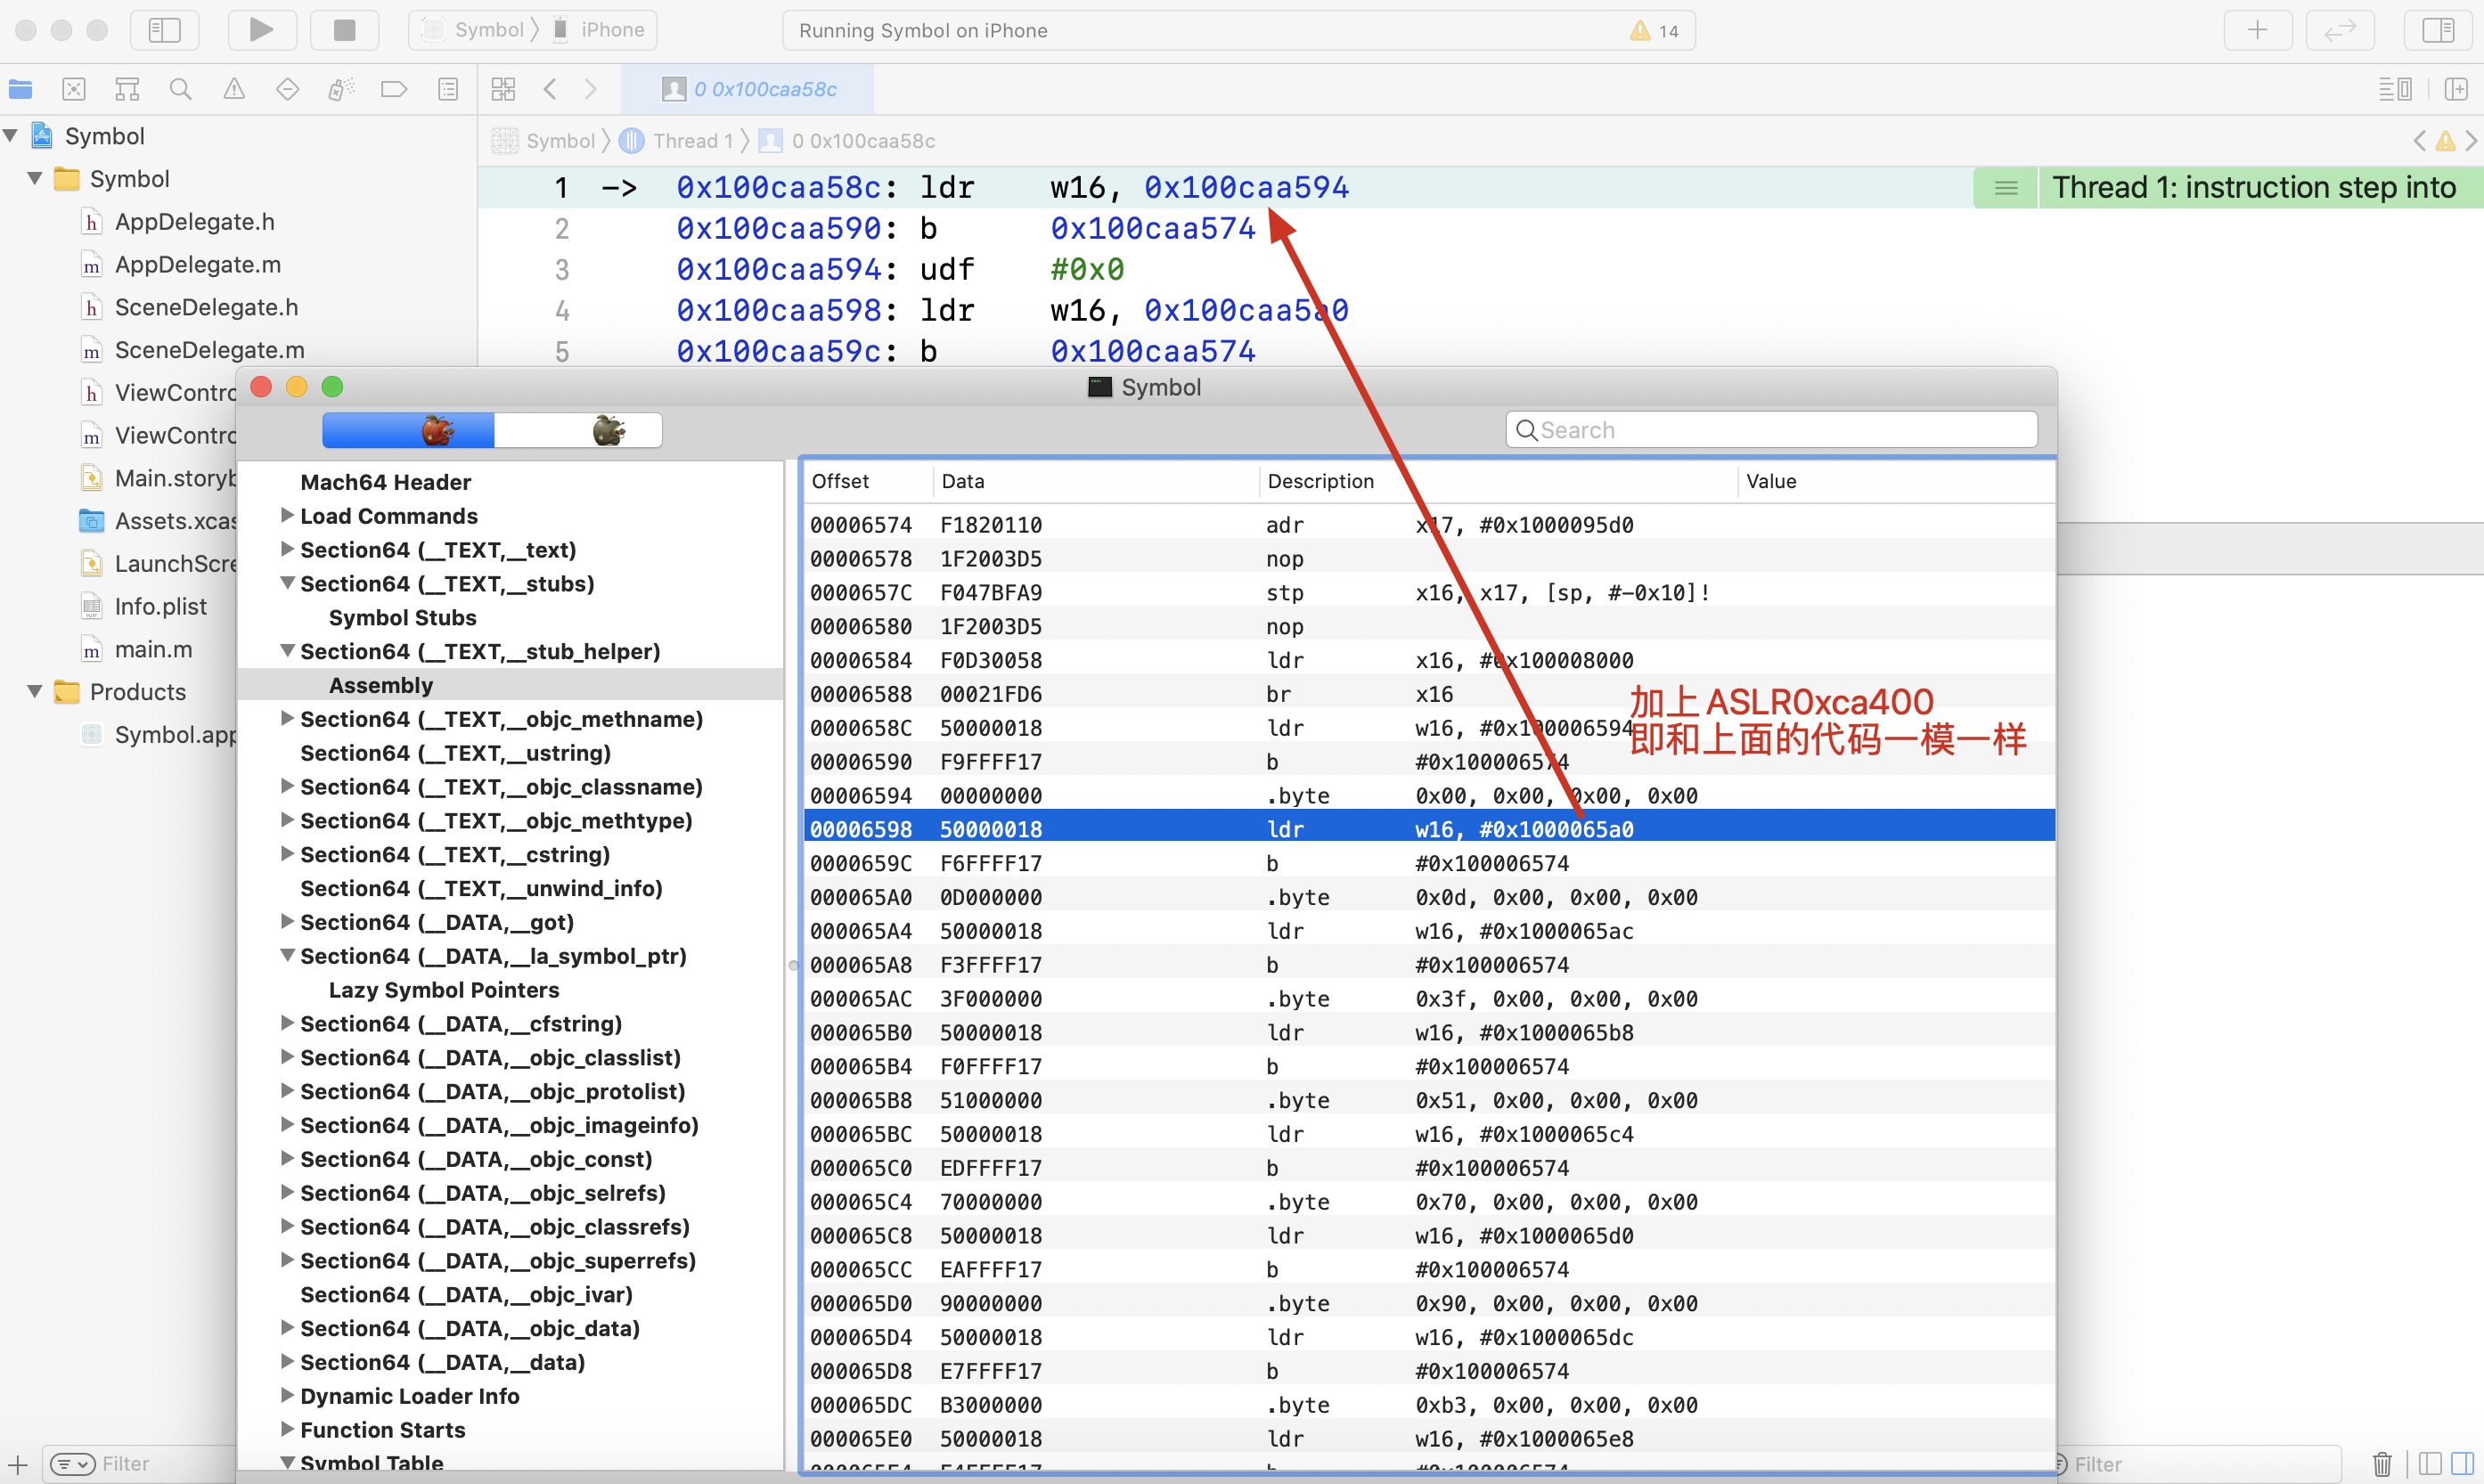 Symbol 〉 iPhone
Running Symbol on iPhone
14
0 0x100caa58c
Symbol 〉 Thread 1 〉 0 0x100caa58c
Symbol
Symbol
AppDelegate.h
AppDelegate.m
SceneDelegate.h
SceneDelegate.m
ViewContro
ViewContro
Main.storyb
Assets.xcas
LaunchScre
Info.plist
main.m
Products
Symbol.app
Filter
1 -> 0x100caa58c: ldr w16, 0x100caa594
Thread 1: instruction step into
2 0x100caa590: b 0x100caa574
3 0x100caa594: udf #0x0
4 0x100caa598: ldr w16, 0x100caa5a0
5 0x100caa59c: b 0x100caa574
Symbol
Search
Mach64 Header
Load Commands
Section64 (__TEXT,__text)
Section64 (__TEXT,__stubs)
Symbol Stubs
Section64 (__TEXT,__stub_helper)
Assembly
Section64 (__TEXT,__objc_methname)
Section64 (__TEXT,__ustring)
Section64 (__TEXT,__objc_classname)
Section64 (__TEXT,__objc_methtype)
Section64 (__TEXT,__cstring)
Section64 (__TEXT,__unwind_info)
Section64 (__DATA,__got)
Section64 (__DATA,__la_symbol_ptr)
Lazy Symbol Pointers
Section64 (__DATA,__cfstring)
Section64 (__DATA,__objc_classlist)
Section64 (__DATA,__objc_protolist)
Section64 (__DATA,__objc_imageinfo)
Section64 (__DATA,__objc_const)
Section64 (__DATA,__objc_selrefs)
Section64 (__DATA,__objc_classrefs)
Section64 (__DATA,__objc_superrefs)
Section64 (__DATA,__objc_ivar)
Section64 (__DATA,__objc_data)
Section64 (__DATA,__data)
Dynamic Loader Info
Function Starts
Symbol Table
Offset Data Description Value
00006574 F1820110 adr x17, #0x1000095d0
00006578 1F2003D5 nop
0000657C F047BFA9 stp x16, x17, [sp, #-0x10]!
00006580 1F2003D5 nop
00006584 F0D30058 ldr x16, #0x100008000
00006588 00021FD6 br x16
0000658C 50000018 ldr w16, #0x100006594
00006590 F9FFFF17 b #0x100006574
00006594 00000000 .byte 0x00, 0x00, 0x00, 0x00
00006598 50000018 ldr w16, #0x1000065a0
0000659C F6FFFF17 b #0x100006574
000065A0 0D000000 .byte 0x0d, 0x00, 0x00, 0x00
000065A4 50000018 ldr w16, #0x1000065ac
000065A8 F3FFFF17 b #0x100006574
000065AC 3F000000 .byte 0x3f, 0x00, 0x00, 0x00
000065B0 50000018 ldr w16, #0x1000065b8
000065B4 F0FFFF17 b #0x100006574
000065B8 51000000 .byte 0x51, 0x00, 0x00, 0x00
000065BC 50000018 ldr w16, #0x1000065c4
000065C0 EDFFFF17 b #0x100006574
000065C4 70000000 .byte 0x70, 0x00, 0x00, 0x00
000065C8 50000018 ldr w16, #0x1000065d0
000065CC EAFFFF17 b #0x100006574
000065D0 90000000 .byte 0x90, 0x00, 0x00, 0x00
000065D4 50000018 ldr w16, #0x1000065dc
000065D8 E7FFFF17 b #0x100006574
000065DC B3000000 .byte 0xb3, 0x00, 0x00, 0x00
000065E0 50000018 ldr w16, #0x1000065e8
加上 ASLR0xca400
即和上面的代码一模一样
Filter